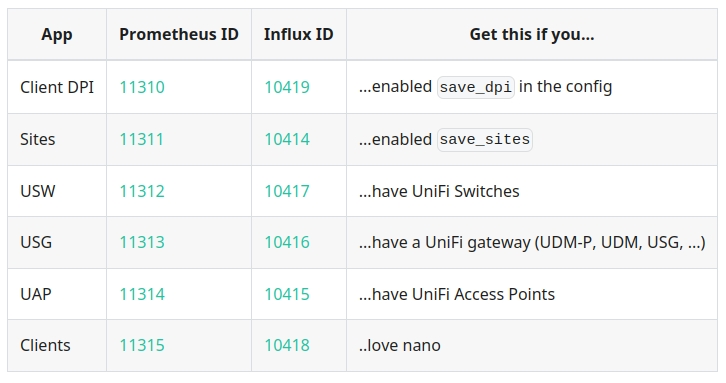 App Prometheus ID Influx ID Get this if you...
Client DPI 11310 10419 ...enabled save_dpi in the config
Sites 11311 10414 ...enabled save_sites
USW 11312 10417 ...have UniFi Switches
USG 11313 10416 ...have a UniFi gateway (UDM-P, UDM, USG, ...)
UAP 11314 10415 ...have UniFi Access Points
Clients 11315 10418 ..love nano